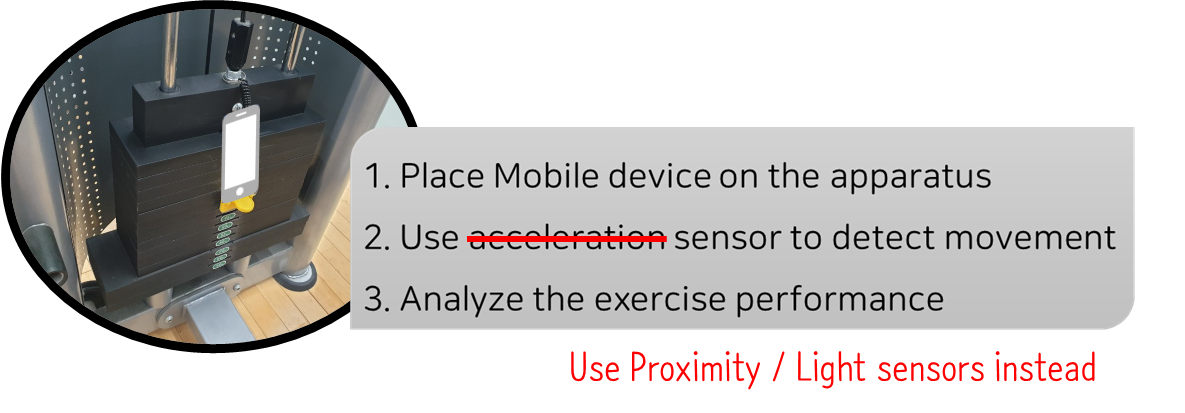 1. Place Mobile device on the apparatus
2. Use acceleration sensor to detect movement
3. Analyze the exercise performance
Use Proximity / Light sensors instead